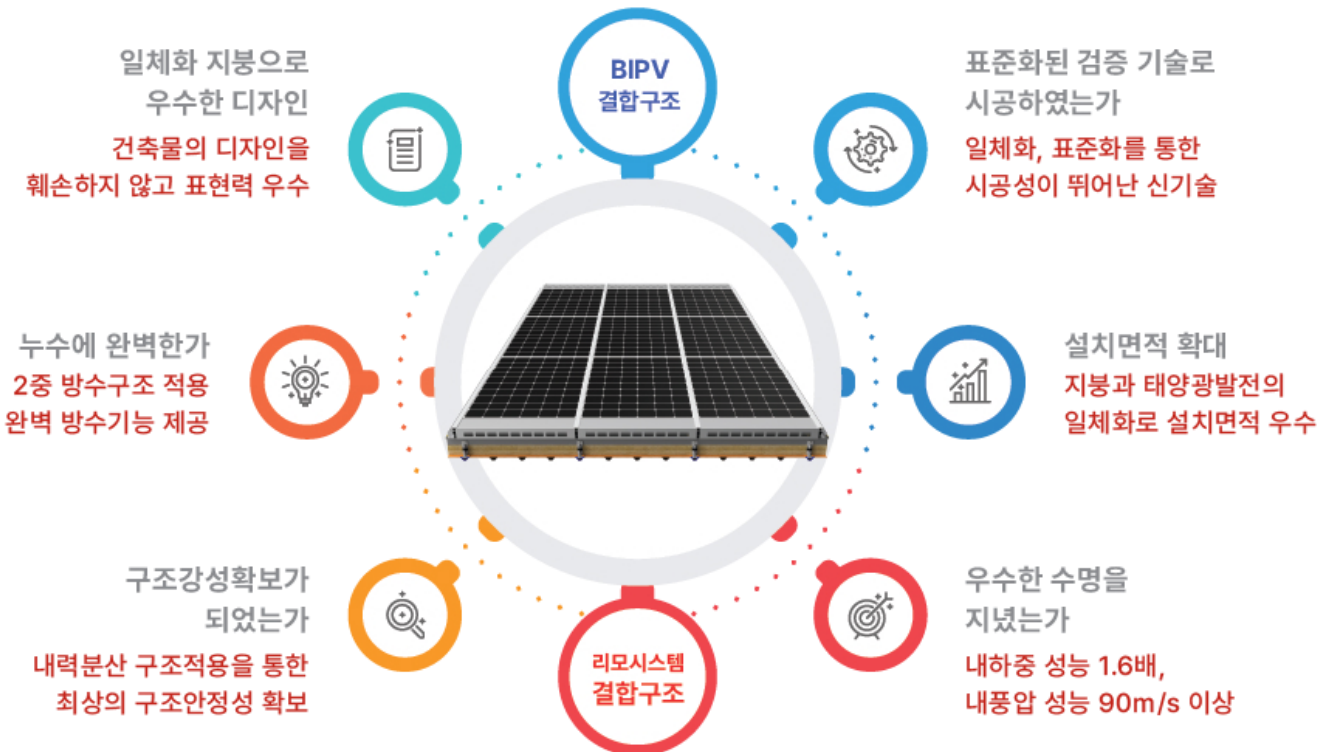 일체화 지붕으로
우수한 디자인
건축물의 디자인을
훼손하지 않고 표현력 우수
BIPV
결합구조
표준화된 검증 기술로
시공하였는가
일체화, 표준화를 통한
시공성이 뛰어난 신기술
누수에 완벽한가
2중 방수구조 적용
완벽 방수기능 제공
설치면적 확대
지붕과 태양광발전의
일체화로 설치면적 우수
구조강성확보가
되었는가
내력분산 구조적용을 통한
최상의 구조안정성 확보
리모시스템
결합구조
우수한 수명을
지녔는가
내하중 성능 1.6배,
내풍압 성능 90m/s 이상